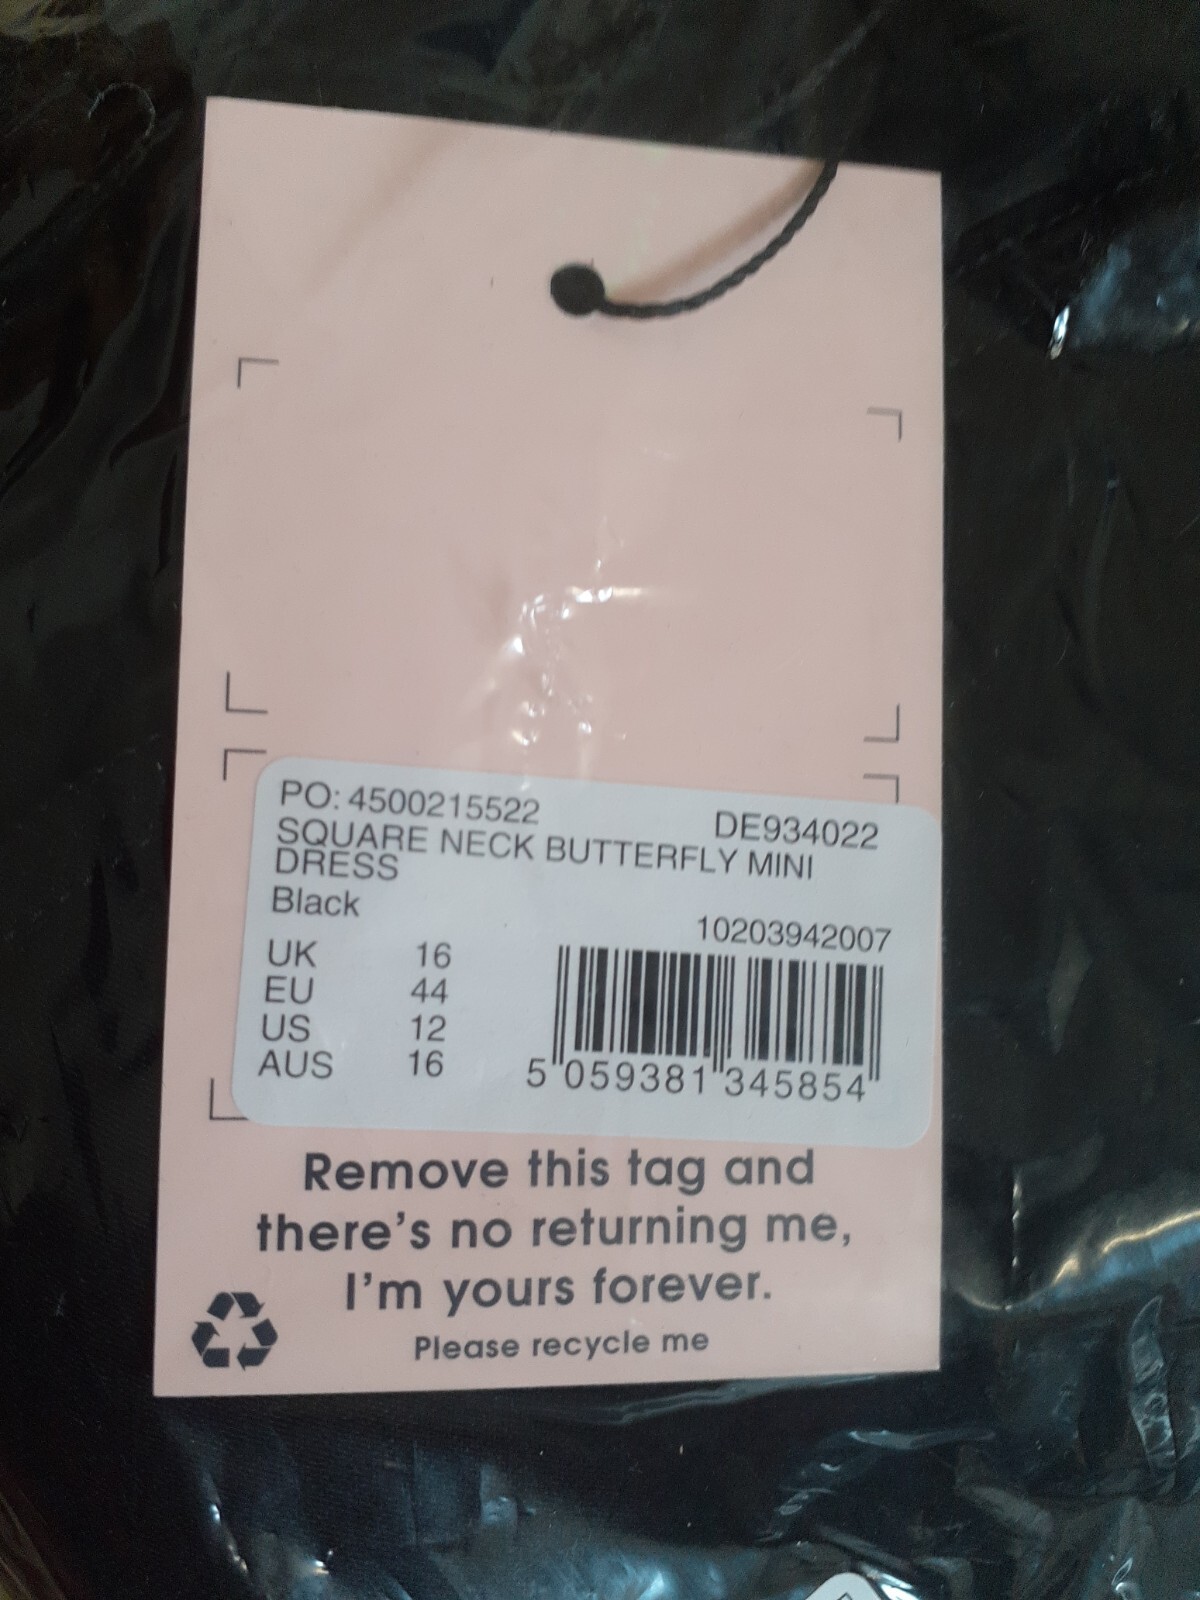 PO: 4500215522 DE934022
SQUARE NECK BUTTERFLY MINI
DRESS
Black
10203942007
UK 16
EU 44
US 12
AUS 16
5 059381 345854
Remove this tag and
there's no returning me,
I'm yours forever.
Please recycle me